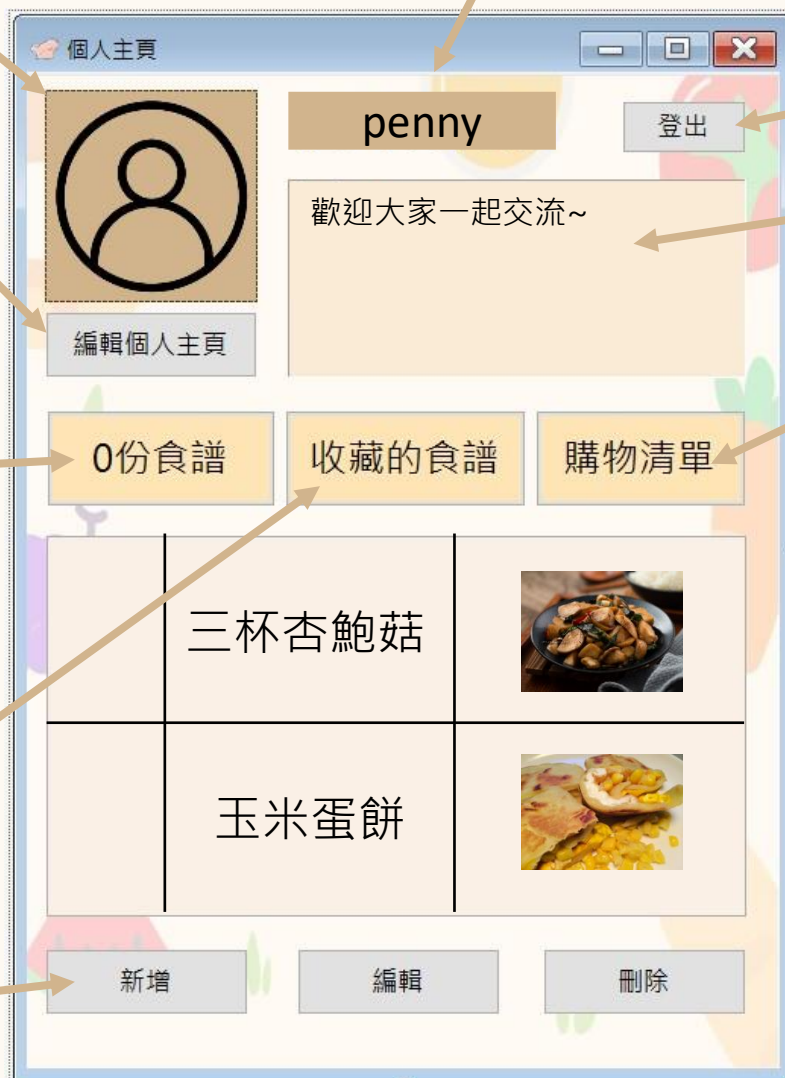 個人主頁
penny
登出
歡迎大家一起交流~
編輯個人主頁
0份食譜
收藏的食譜
購物清單
三杯杏鮑菇
玉米蛋餅
新增
編輯
刪除